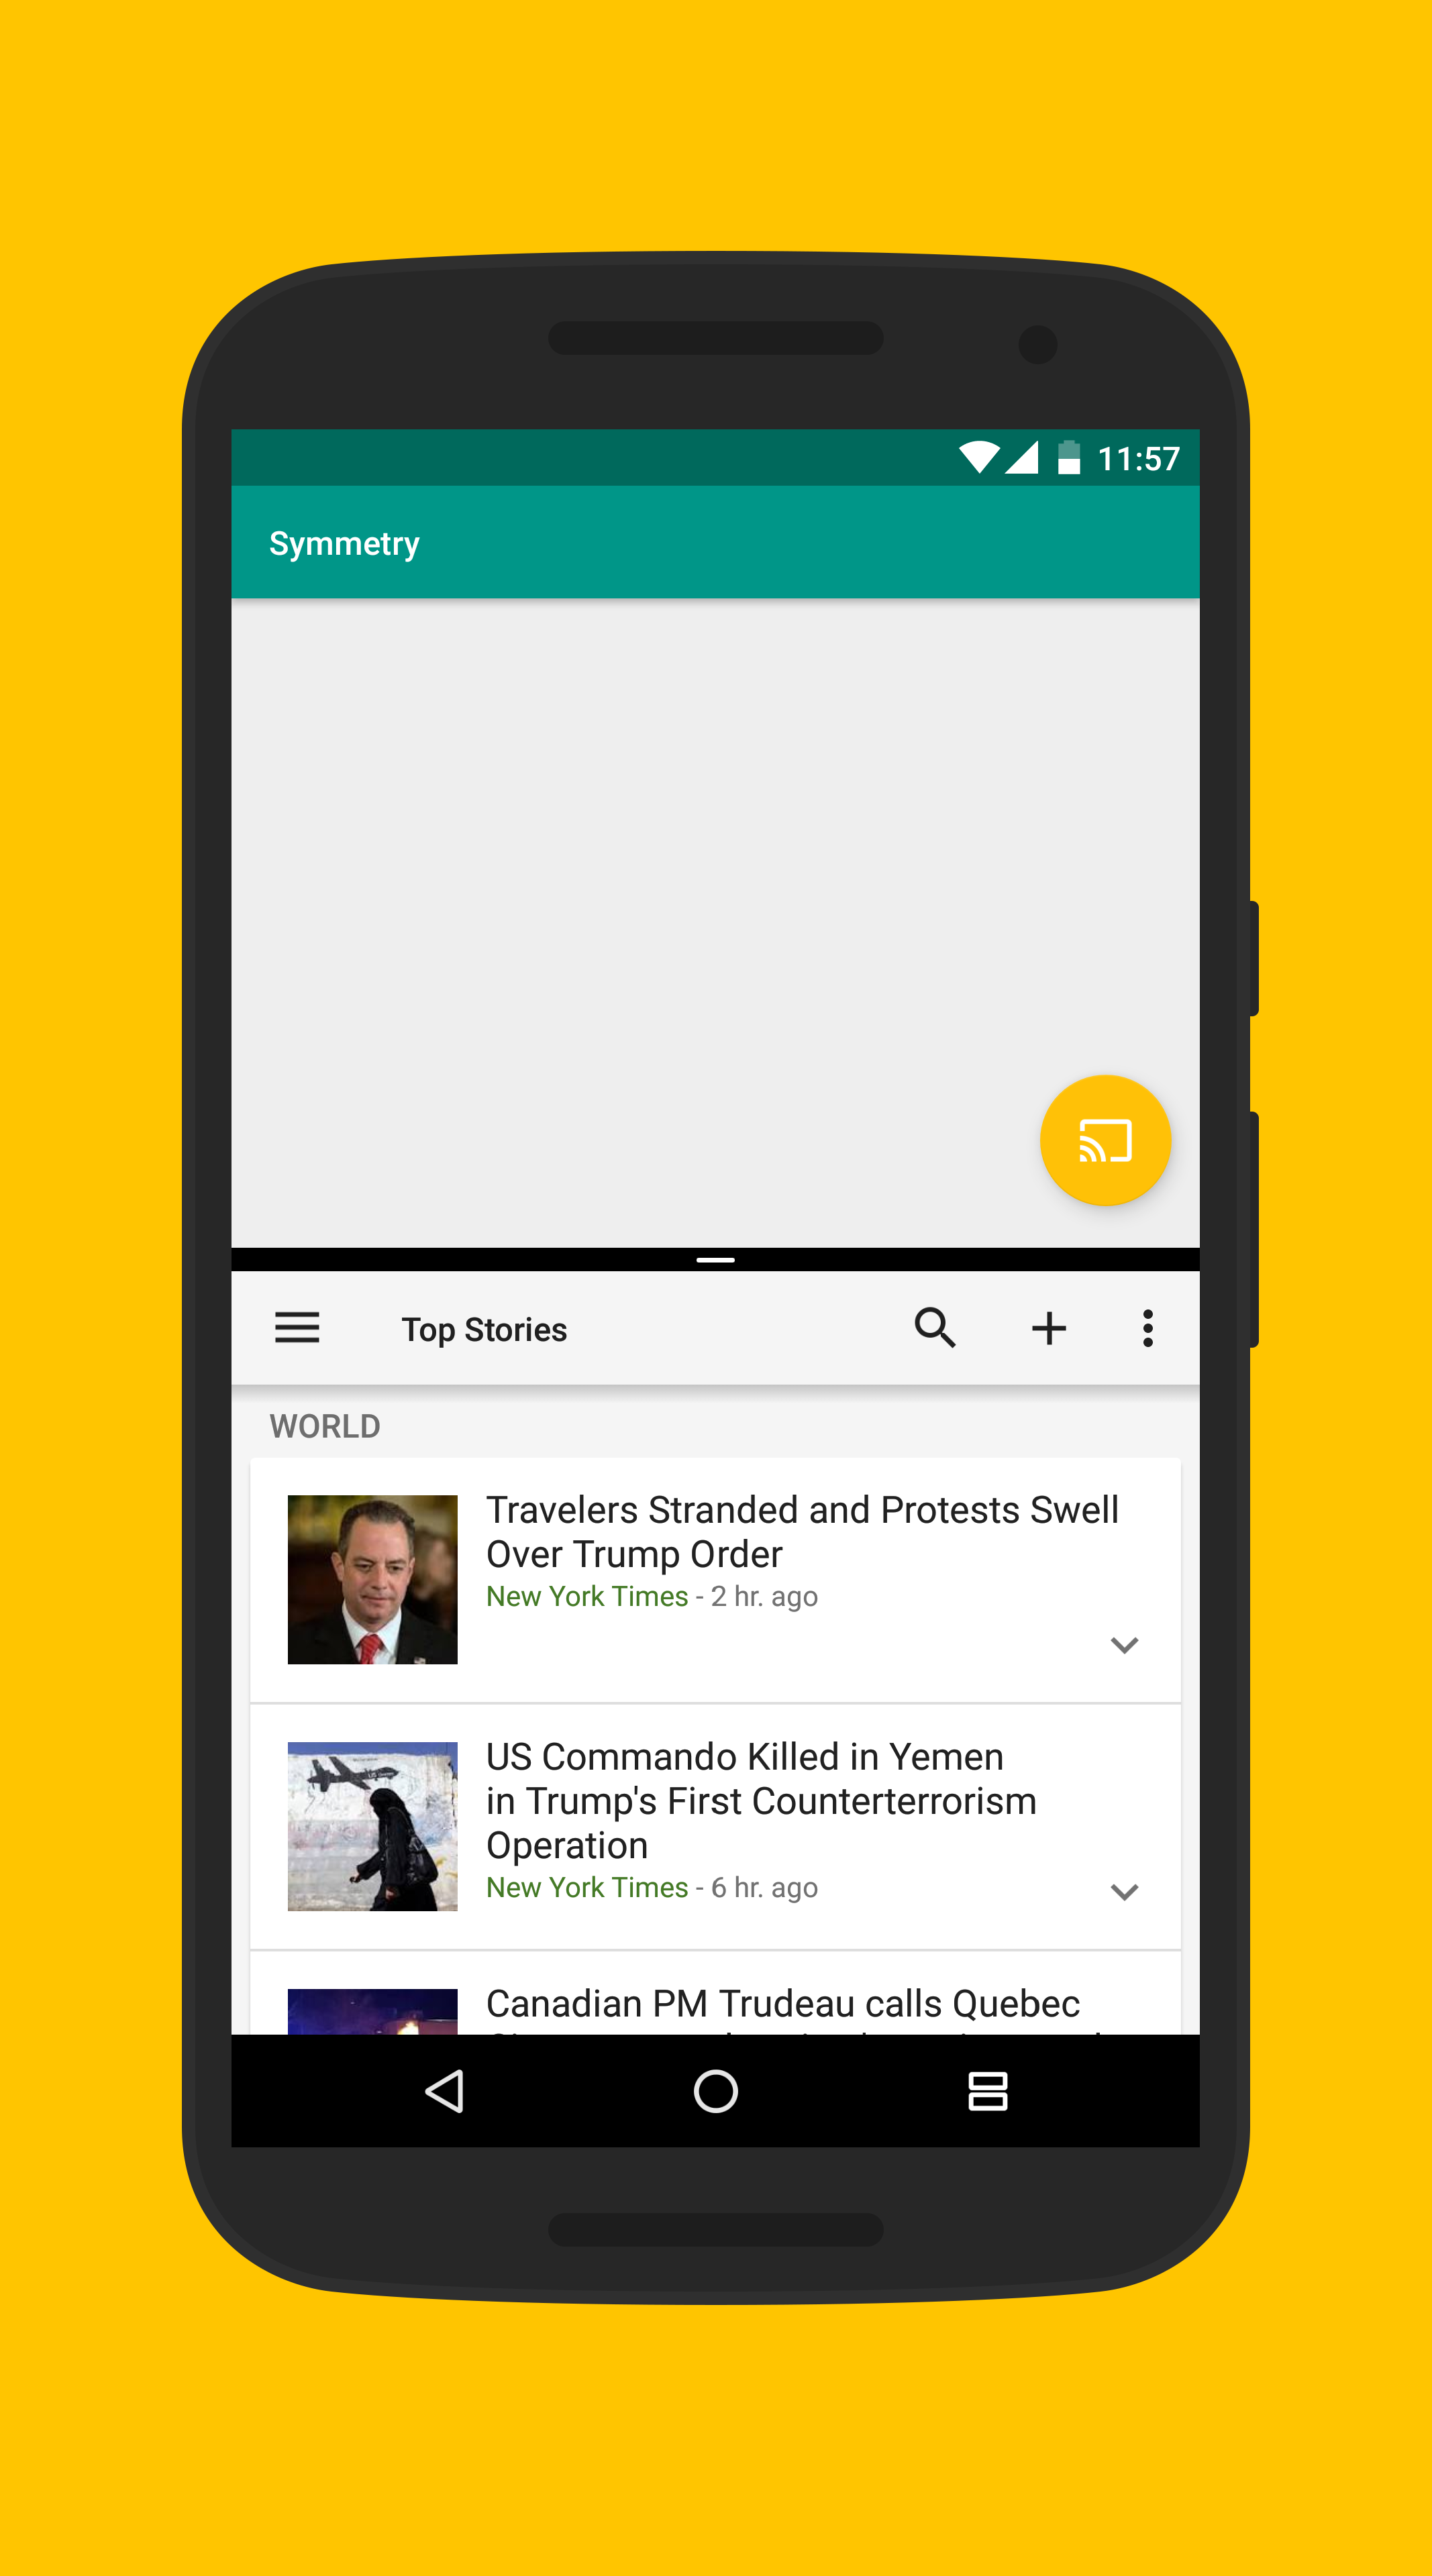 11:57
Symmetry
Top Stories
WORLD
Travelers Stranded and Protests Swell
Over Trump Order
New York Times - 2 hr. ago
US Commando Killed in Yemen
in Trump's First Counterterrorism
Operation
New York Times - 6 hr. ago
Canadian PM Trudeau calls Quebec